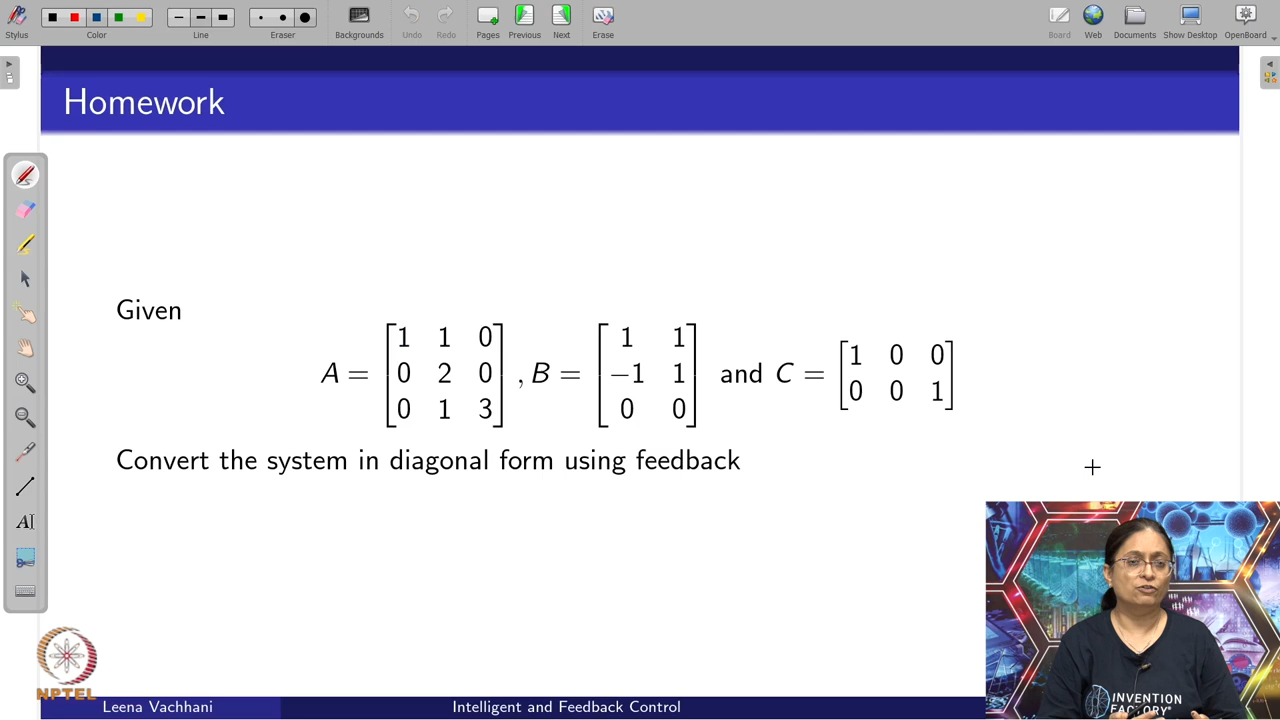 Stylus Color Line Eraser Backgrounds Undo Redo Pages Previous Next Erase Board Web Documents Show Desktop OpenBoard
Homework
Given
A = [1 1 0; 0 2 0; 0 1 3], B = [1 1; −1 1; 0 0] and C = [1 0 0; 0 0 1]
Convert the system in diagonal form using feedback
AI
NPTEL
INVENTION
FACTORY®
Leena Vachhani Intelligent and Feedback Control